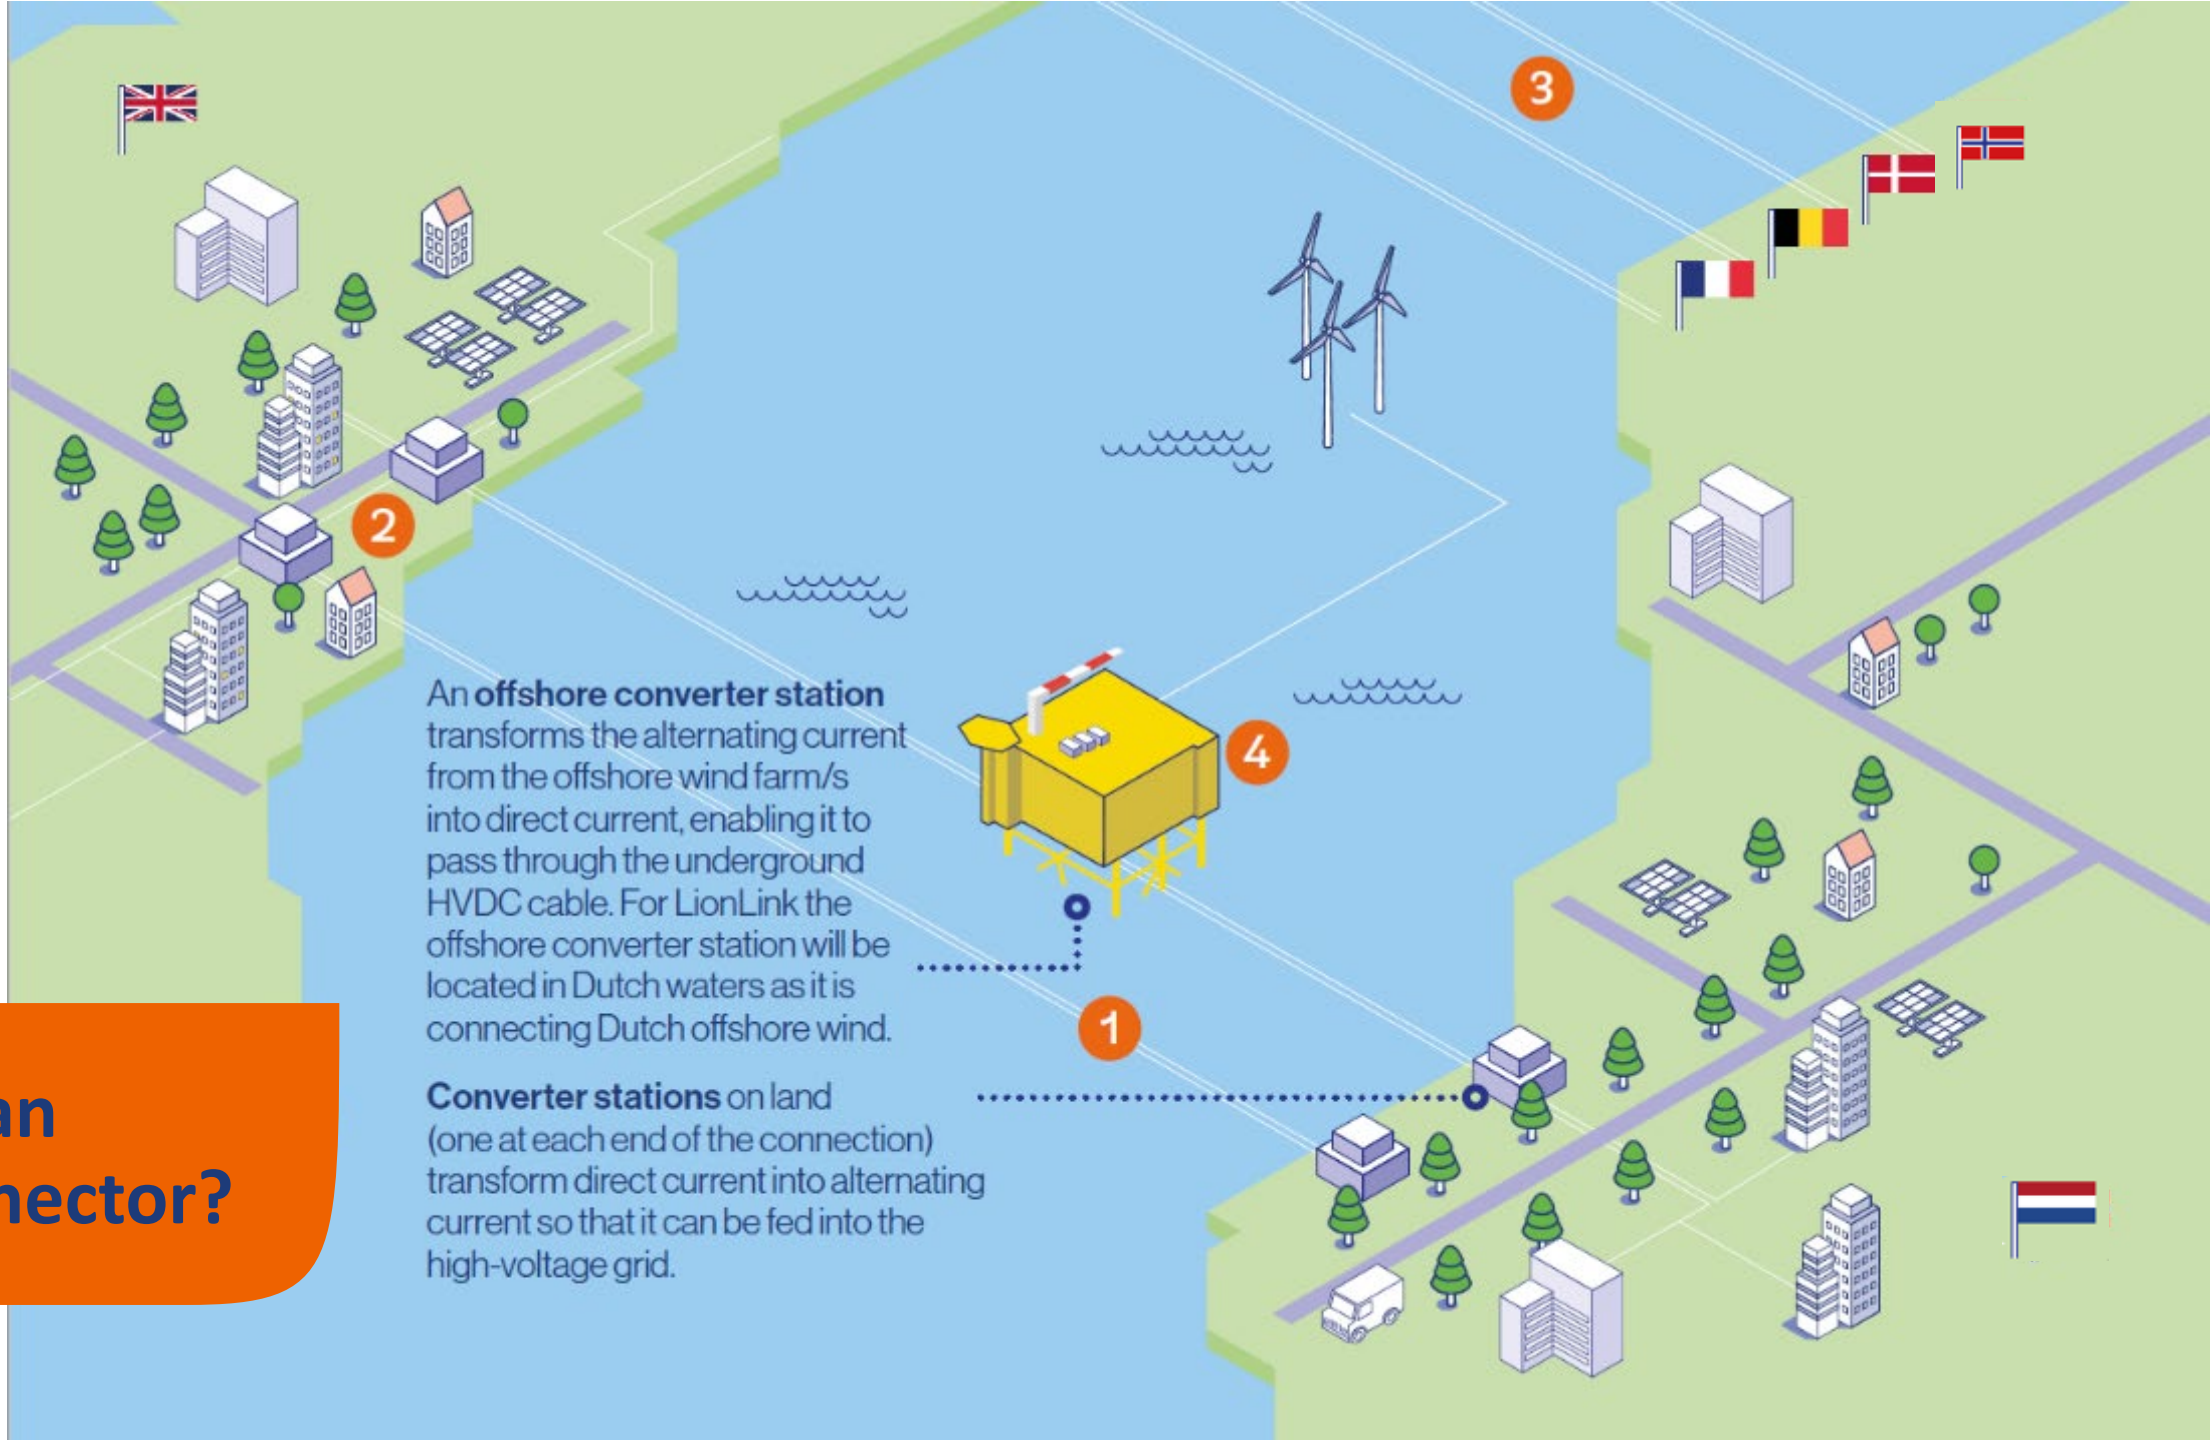 3
2
An offshore converter station
transforms the alternating current
from the offshore wind farm/s
into direct current, enabling it to
pass through the underground
HVDC cable. For LionLink the
offshore converter station will be
located in Dutch waters as it is
connecting Dutch offshore wind.
4
1
Converter stations on land
(one at each end of the connection)
transform direct current into alternating
current so that it can be fed into the
high-voltage grid.
an
nector?